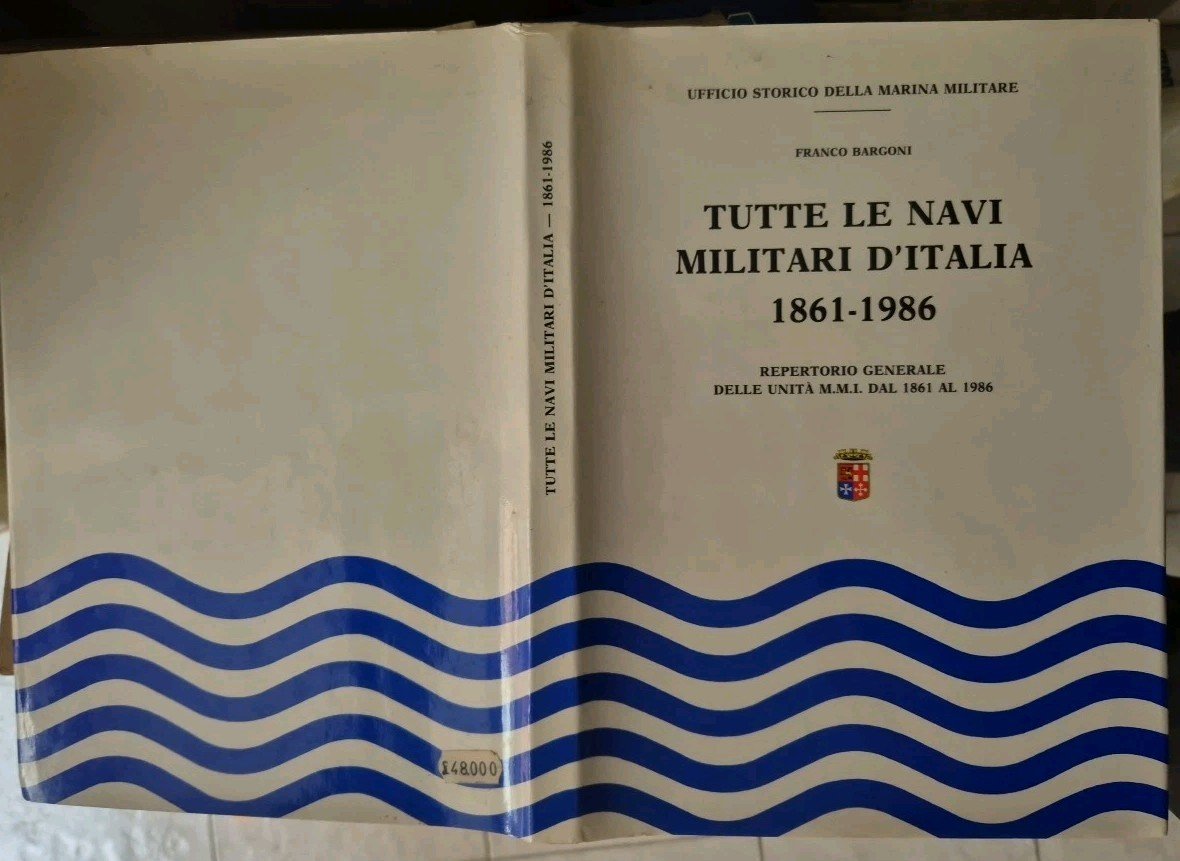 UFFICIO STORICO DELLA MARINA MILITARE
FRANCO BARGONI
TUTTE LE NAVI
MILITARI D'ITALIA
1861-1986
REPERTORIO GENERALE
DELLE UNITÀ M.M.I. DAL 1861 AL 1986
TUTTE LE NAVI MILITARI D'ITALIA — 1861-1986
£48.000